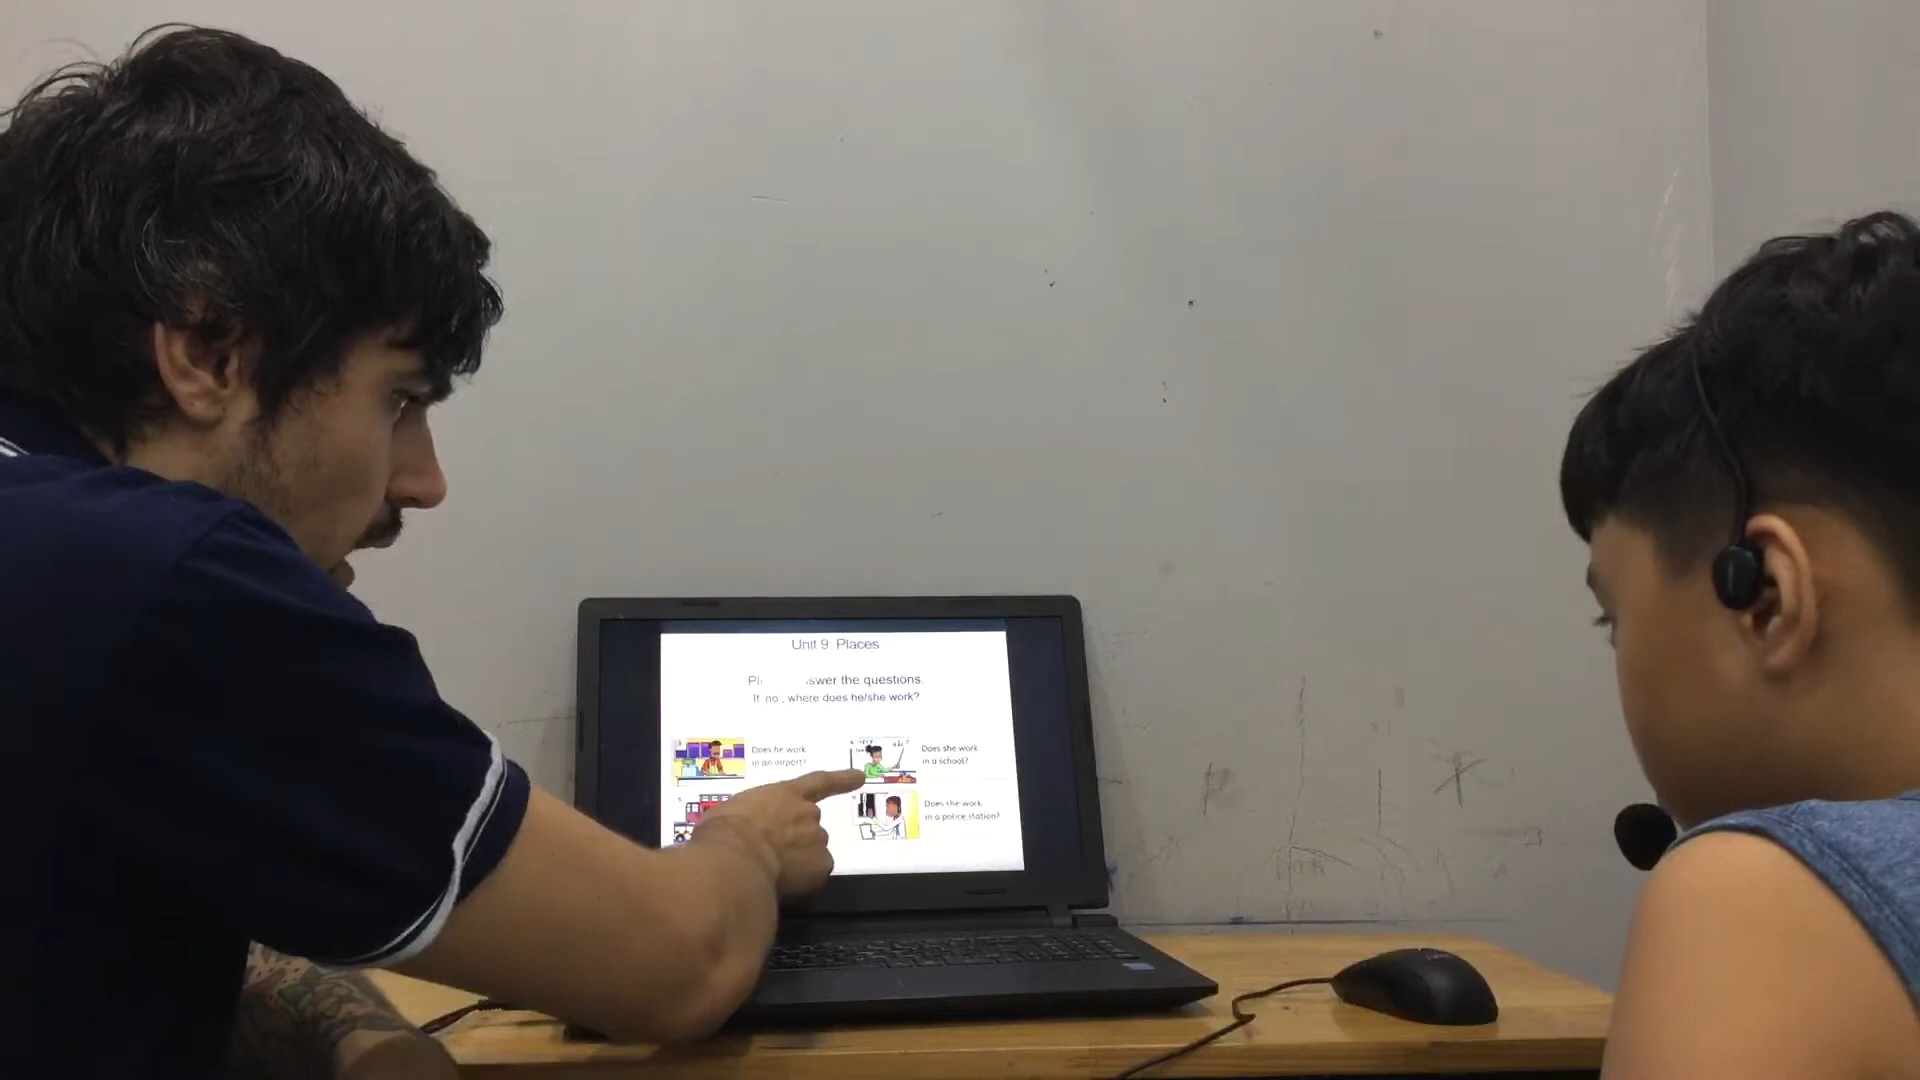 Unit 9: Places
swer the questions.
If no , where does he/she work?
Does he work
in an airport?
Does she work
in a school?
Does she work
in a police station?